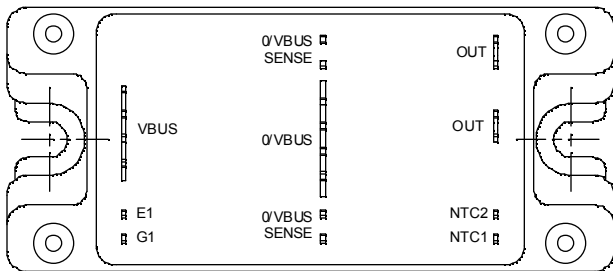 0/VBUS
SENSE
OUT
VBUS
0/VBUS
OUT
E1
0/VBUS
SENSE
NTC2
G1
NTC1